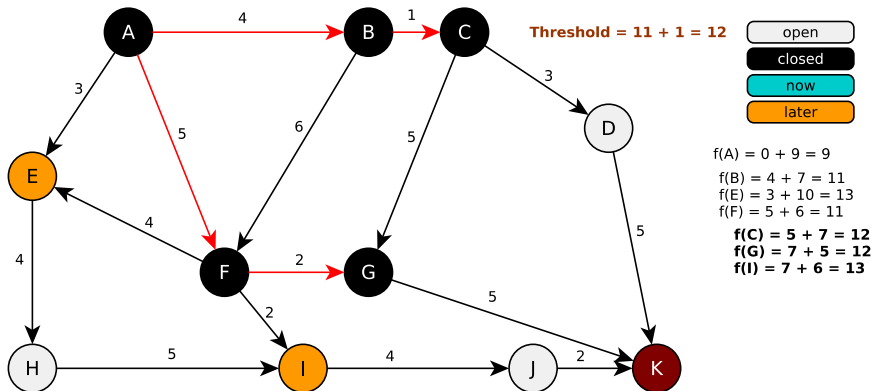 A
4
B
1
C
Threshold = 11 + 1 = 12
open
closed
now
later
3
5
6
5
3
D
f(A) = 0 + 9 = 9
f(B) = 4 + 7 = 11
f(E) = 3 + 10 = 13
f(F) = 5 + 6 = 11
f(C) = 5 + 7 = 12
f(G) = 7 + 5 = 12
f(I) = 7 + 6 = 13
E
4
4
F
2
G
5
5
2
H
5
I
4
J
2
K